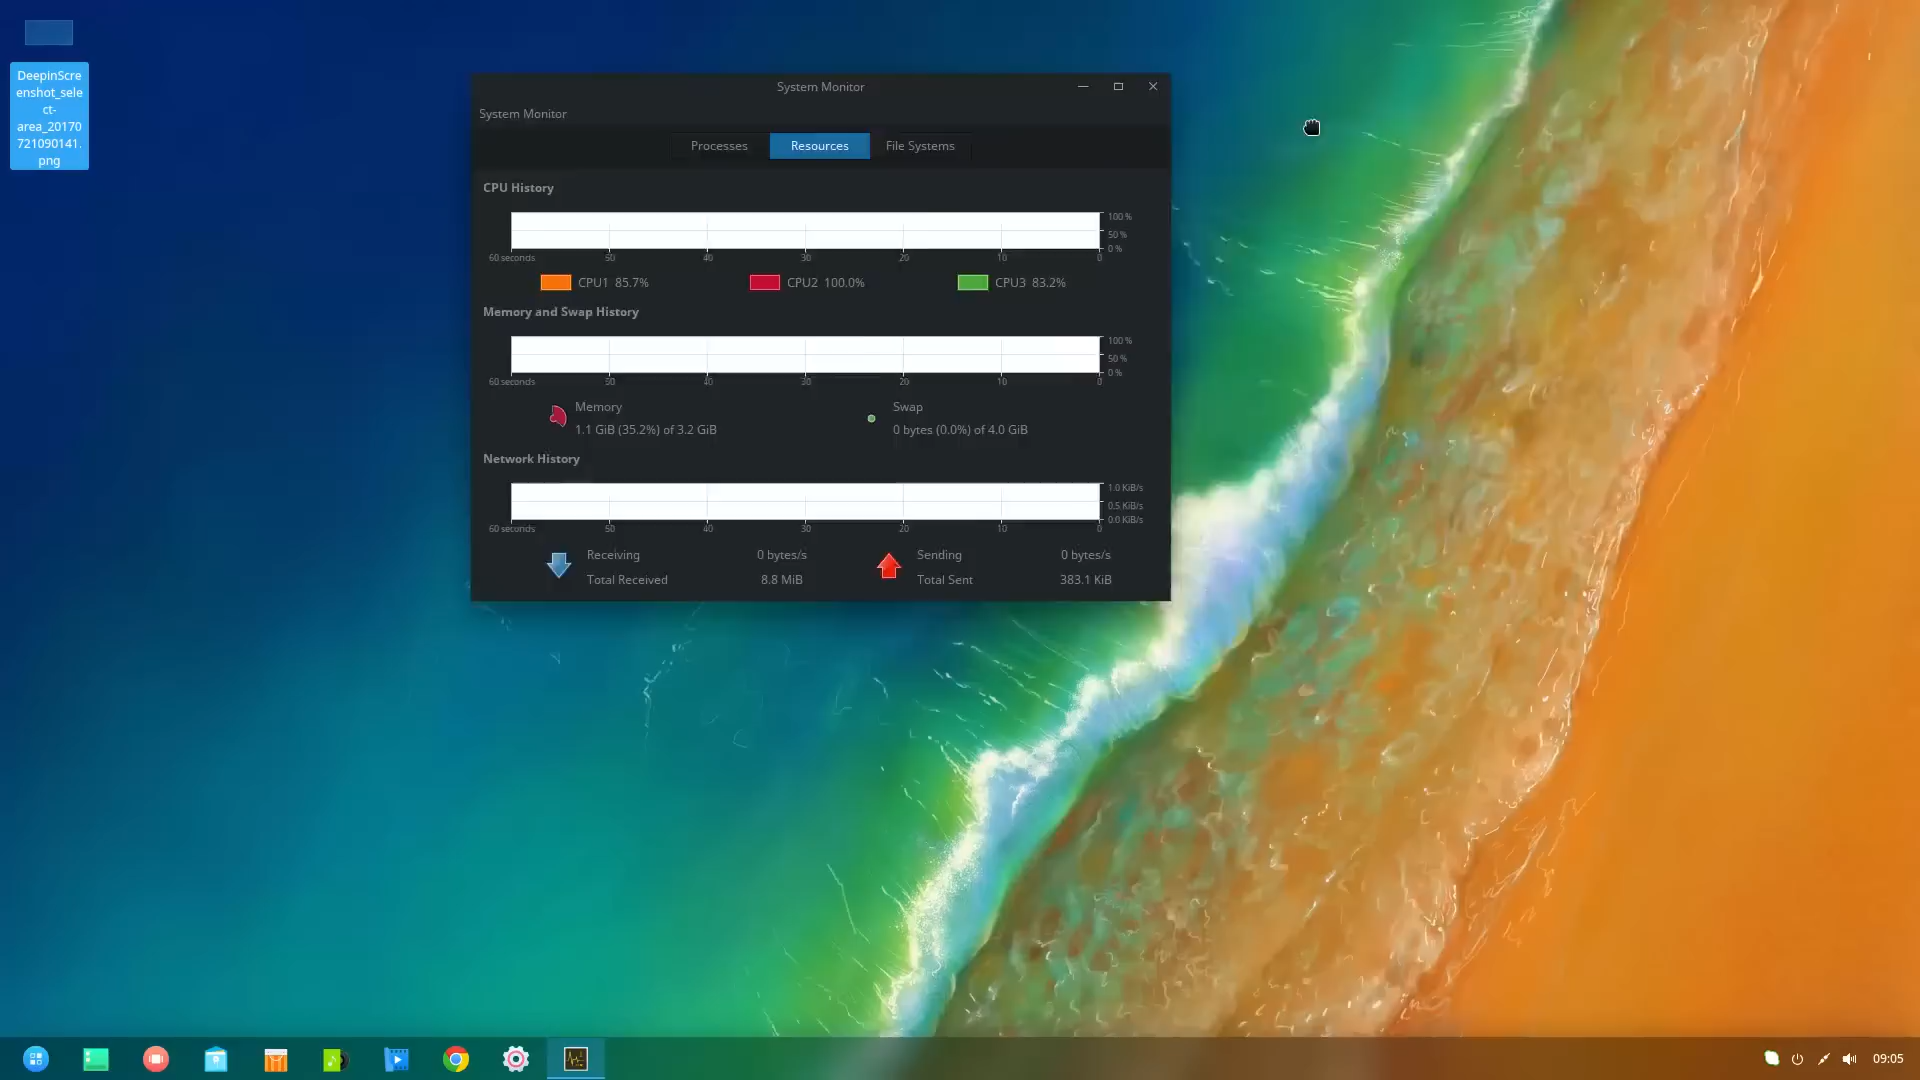 DeepinScre
enshot_sele
ct-
area_20170
721090141.
png
System Monitor
System Monitor
Processes Resources File Systems
CPU History
100 %
50 %
0 %
60 seconds 50 40 30 20 10 0
CPU1 85.7% CPU2 100.0% CPU3 83.2%
Memory and Swap History
100 %
50 %
0 %
60 seconds 50 40 30 20 10 0
Memory Swap
1.1 GiB (35.2%) of 3.2 GiB 0 bytes (0.0%) of 4.0 GiB
Network History
1.0 KiB/s
0.5 KiB/s
0.0 KiB/s
60 seconds 50 40 30 20 10 0
Receiving 0 bytes/s Sending 0 bytes/s
Total Received 8.8 MiB Total Sent 383.1 KiB
09:05